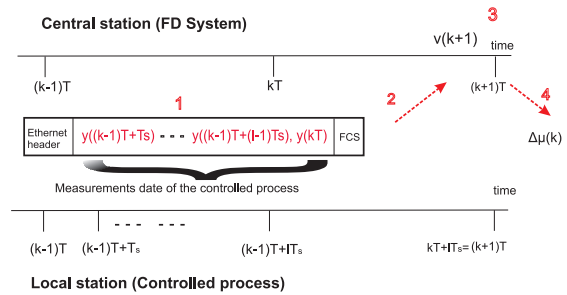 3
Central station (FD System)
v(k+1)
time
(k-1)T
kT
(k+1)T
1
2
4
Ethernet header
y((k-1)T+Ts) - - - y((k-1)T+(l-1)Ts), y(kT)
FCS
Δμ(k)
Measurements date of the controlled process
time
- - - - -
(k-1)T
(k-1)T+Ts
(k-1)T+lTs
kT+lTs=(k+1)T
Local station (Controlled process)